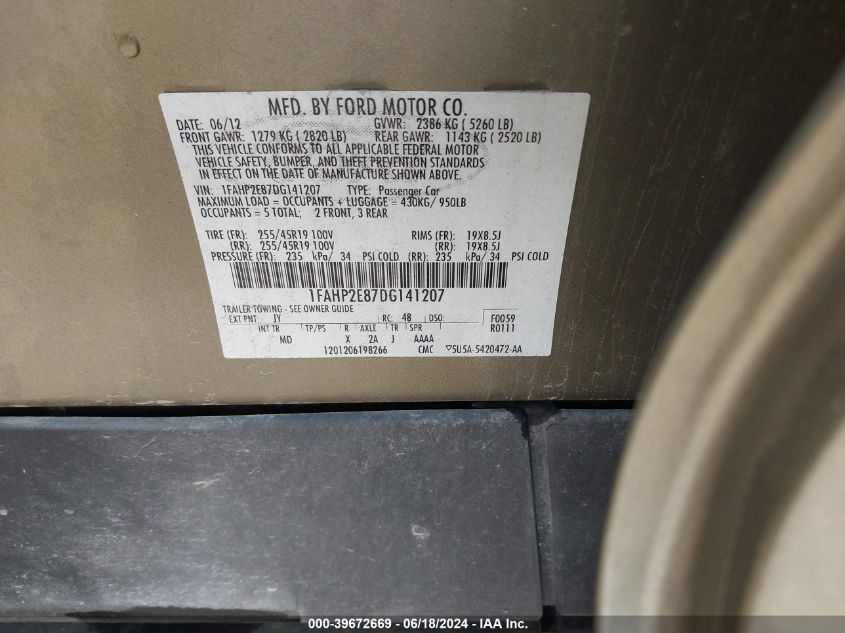 MFD. BY FORD MOTOR CO.
DATE: 06/12 GVWR: 2386 KG ( 5260 LB)
FRONT GAWR: 1279 KG ( 2820 LB) REAR GAWR: 1143 KG ( 2520 LB)
THIS VEHICLE CONFORMS TO ALL APPLICABLE FEDERAL MOTOR
VEHICLE SAFETY, BUMPER, AND THEFT PREVENTION STANDARDS
IN EFFECT ON THE DATE OF MANUFACTURE SHOWN ABOVE.
VIN: 1FAHP2E87DG141207 TYPE: Passenger Car
MAXIMUM LOAD = OCCUPANTS + LUGGAGE = 430KG/ 950LB
OCCUPANTS = 5 TOTAL; 2 FRONT, 3 REAR
TIRE (FR): 255/45R19 100V RIMS (FR): 19X8.5J
(RR): 255/45R19 100V (RR): 19X8.5J
PRESSURE (FR): 235 kPa/ 34 PSI COLD (RR): 235 kPa/ 34 PSI COLD
1FAHP2E87DG141207
TRAILER TOWING - SEE OWNER GUIDE
EXT PNT: JY RC: 48 DSO: F0059
INT TR TP/PS R AXLE TR SPR R0111
MD X 2A J AAAA
1201206198266 CMC ▽5U5A-5420472-AA
000-39672669 - 06/18/2024 - IAA Inc.